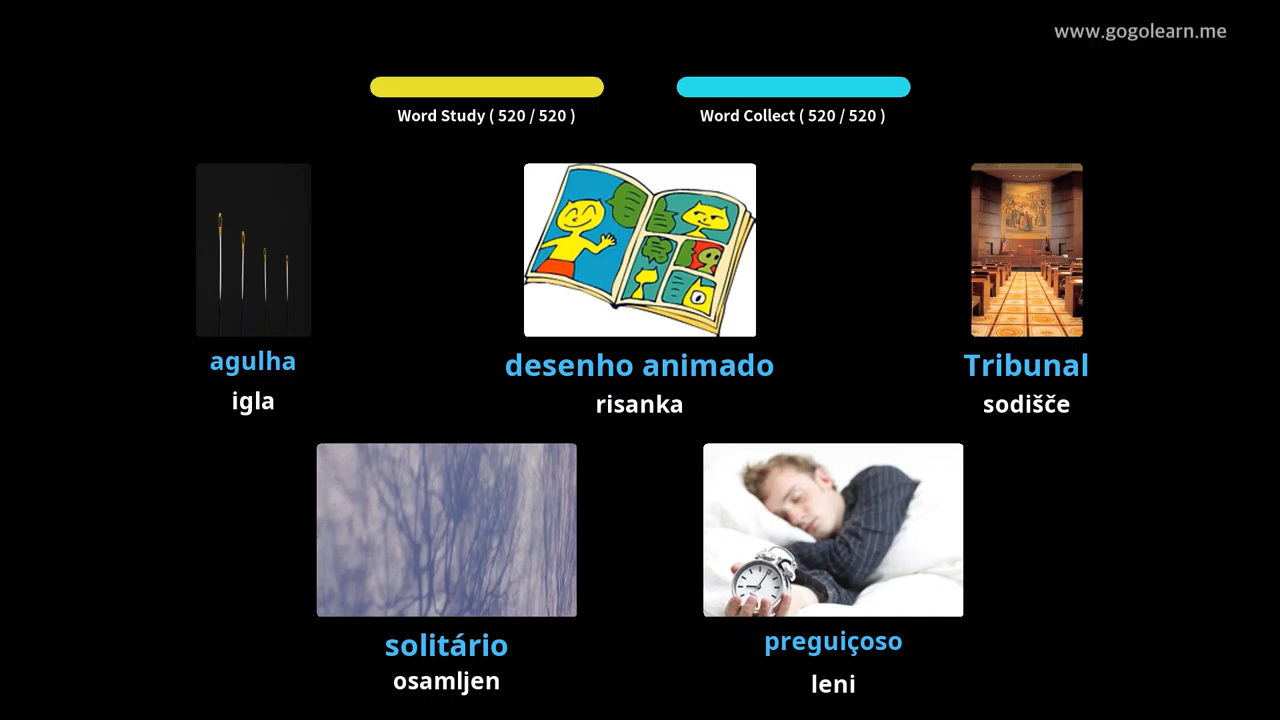 www.gogolearn.me
Word Study ( 520 / 520 )
Word Collect ( 520 / 520 )
agulha
igla
desenho animado
risanka
Tribunal
sodišče
solitário
osamljen
preguiçoso
leni